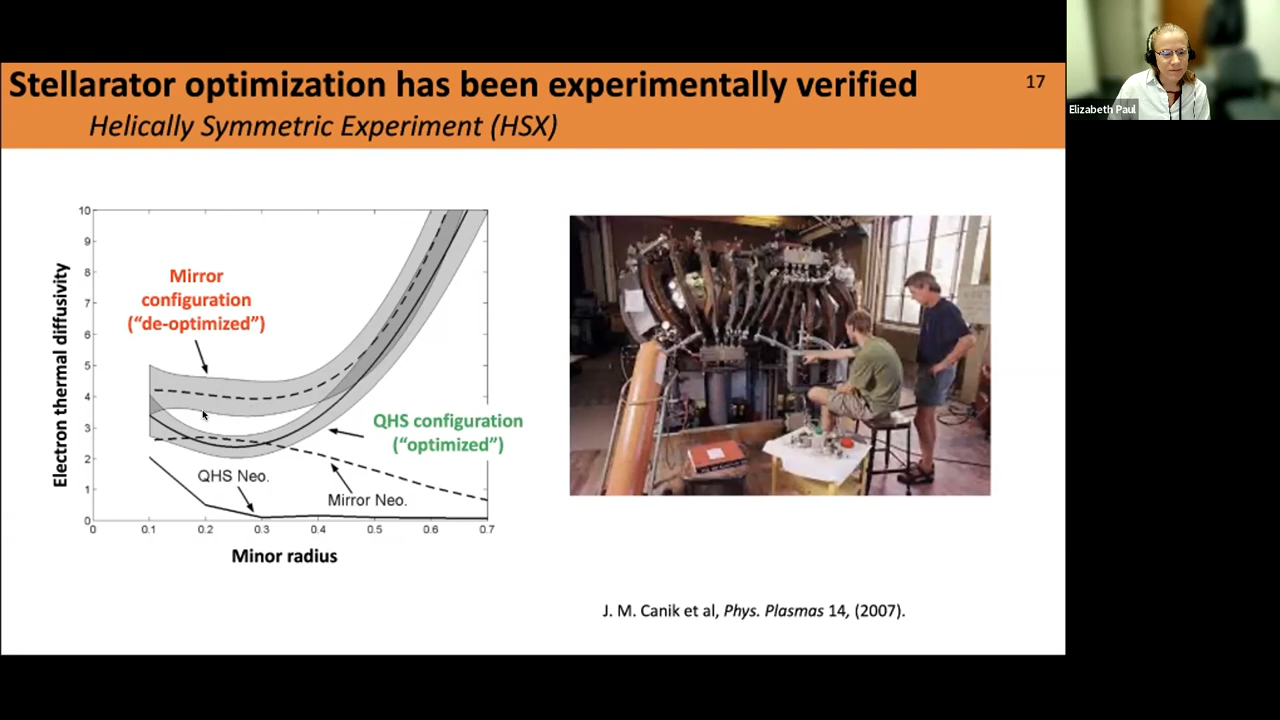 Stellarator optimization has been experimentally verified
17
Helically Symmetric Experiment (HSX)
Elizabeth Paul
Electron thermal diffusivity
10
9
8
7
6
5
4
3
2
1
0
Mirror
configuration
("de-optimized")
QHS configuration
("optimized")
QHS Neo.
Mirror Neo.
0
0.1
0.2
0.3
0.4
0.5
0.6
0.7
Minor radius
J. M. Canik et al, Phys. Plasmas 14, (2007).